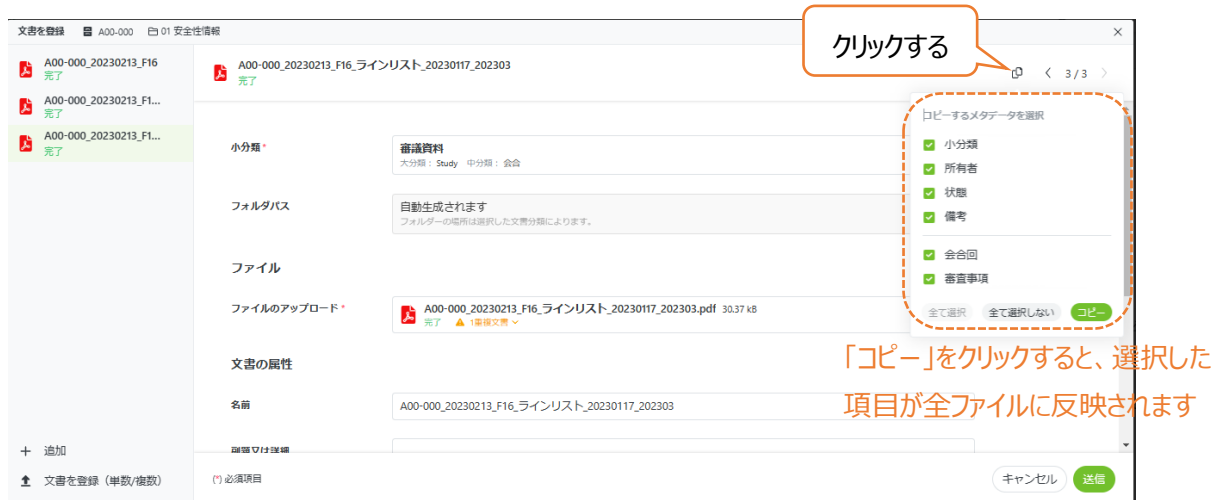 文書を登録 A00-000 01 安全性情報
クリックする
A00-000_20230213_F16
完了
A00-000_20230213_F1...
完了
A00-000_20230213_F1...
完了
A00-000_20230213_F16_ラインリスト_20230117_202303
完了
3 / 3
コピーするメタデータを選択
小分類
所有者
状態
備考
会合回
審査事項
全て選択 全て選択しない コピー
小分類*
審議資料
大分類： Study 中分類： 会合
フォルダパス
自動生成されます
フォルダーの場所は選択した文書分類によります。
ファイル
ファイルのアップロード*
A00-000_20230213_F16_ラインリスト_20230117_202303.pdf 30.37 kB
完了 1重複文書
「コピー」をクリックすると、選択した
項目が全ファイルに反映されます
文書の属性
名前
A00-000_20230213_F16_ラインリスト_20230117_202303
副題又は詳細
追加
文書を登録（単数/複数）
(*) 必須項目
キャンセル 送信